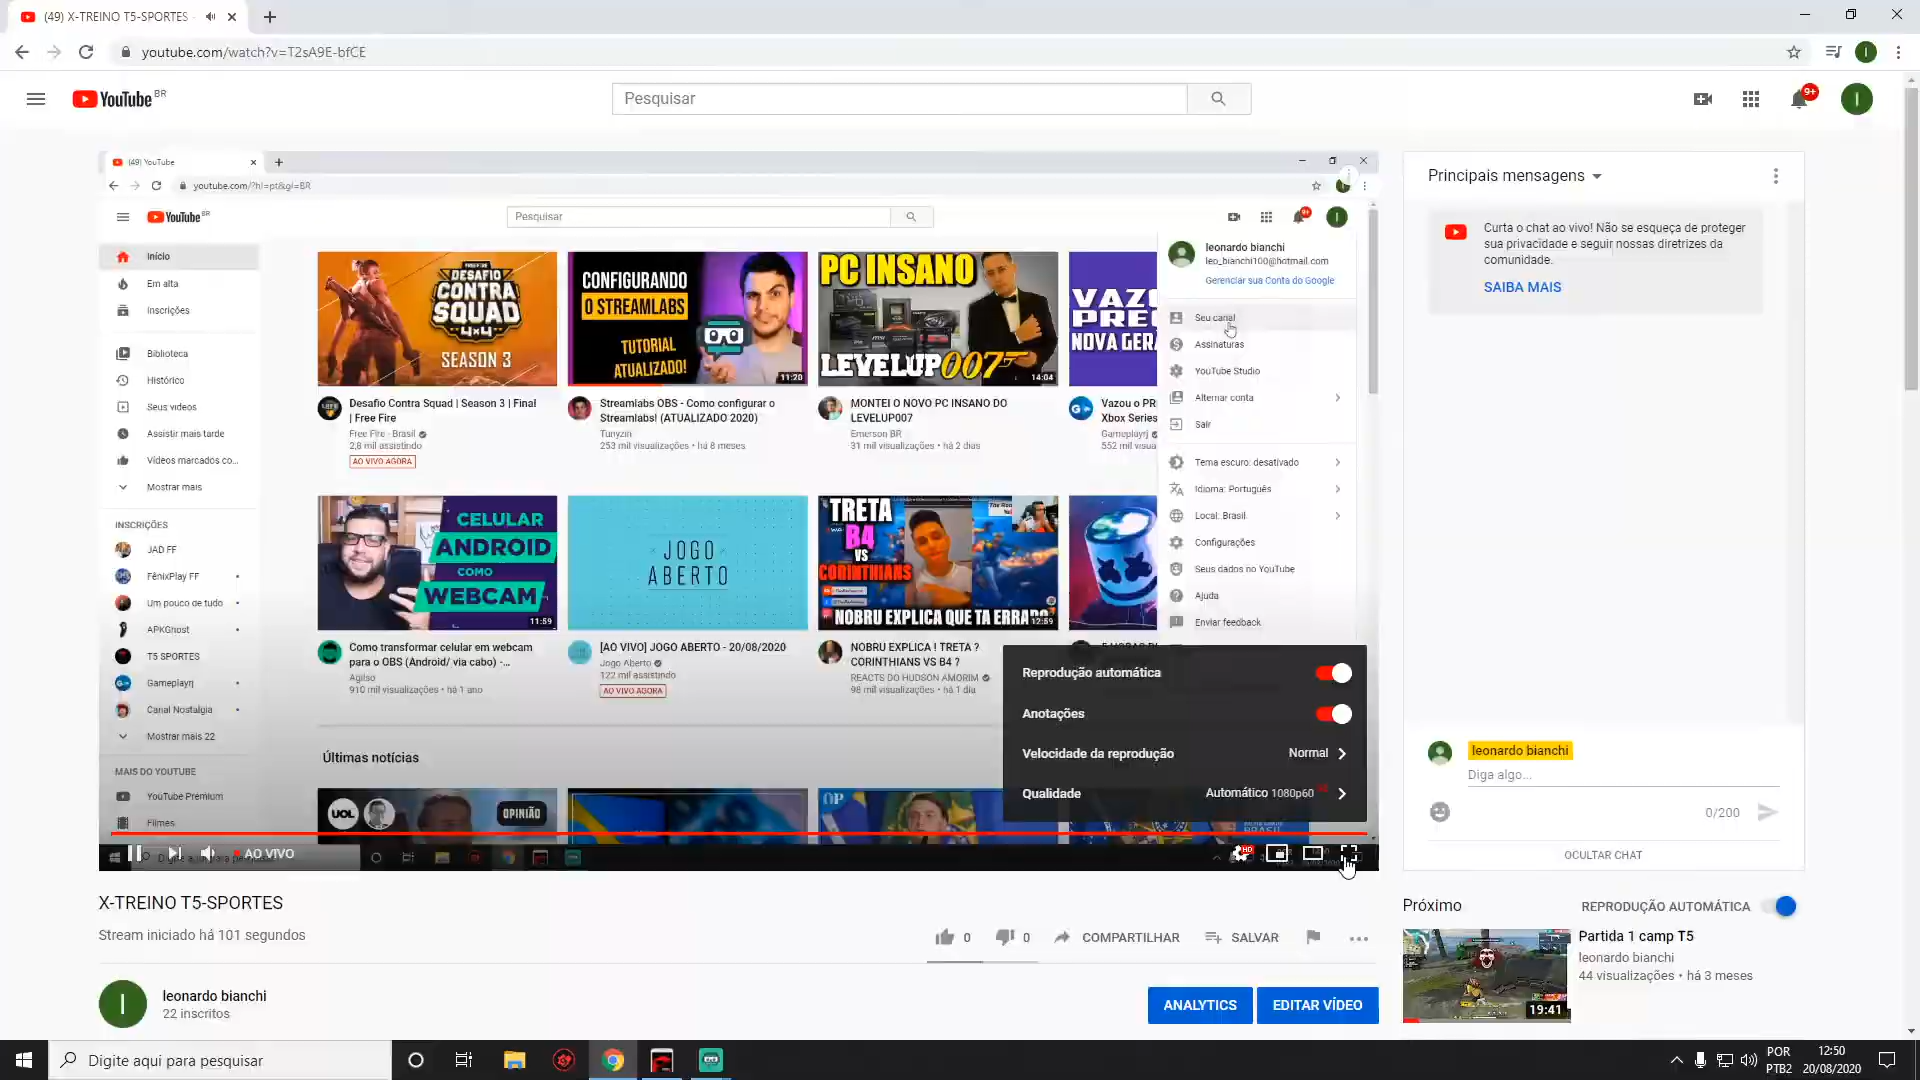 (49) X-TREINO T5-SPORTES
youtube.com/watch?v=T2sA9E-bfCE
YouTube BR
Pesquisar
9+
(49) YouTube
youtube.com/?hl=pt&gl=BR
YouTube BR
Pesquisar
9+
Início
Em alta
Inscrições
Biblioteca
Histórico
Seus vídeos
Assistir mais tarde
Vídeos marcados co...
Mostrar mais
INSCRIÇÕES
JAD FF
FênixPlay FF
Um pouco de tudo
APKGhost
T5 SPORTES
Gameplayrj
Canal Nostalgia
Mostrar mais 22
MAIS DO YOUTUBE
YouTube Premium
Filmes
DESAFIO
CONTRA
SQUAD
4x4
SEASON 3
Desafio Contra Squad | Season 3 | Final
| Free Fire
Free Fire - Brasil
2,8 mil assistindo
AO VIVO AGORA
CONFIGURANDO
O STREAMLABS
TUTORIAL
ATUALIZADO!
11:20
Streamlabs OBS - Como configurar o
Streamlabs! (ATUALIZADO 2020)
Tunyzin
253 mil visualizações • há 8 meses
PC INSANO
LEVELUP007
14:04
MONTEI O NOVO PC INSANO DO
LEVELUP007
Emerson BR
31 mil visualizações • há 2 dias
VAZ
PRE
NOVA GERA
Vazou o PR
Xbox Series
Gameplayrj
552 mil visua
leonardo bianchi
leo_bianchi100@hotmail.com
Gerenciar sua Conta do Google
Seu canal
Assinaturas
YouTube Studio
Alternar conta
Sair
Tema escuro: desativado
Idioma: Português
Local: Brasil
Configurações
Seus dados no YouTube
Ajuda
Enviar feedback
CELULAR
ANDROID
COMO
WEBCAM
11:59
Como transformar celular em webcam
para o OBS (Android/ via cabo) -...
Agilso
910 mil visualizações • há 1 ano
JOGO
ABERTO
[AO VIVO] JOGO ABERTO - 20/08/2020
Jogo Aberto
122 mil assistindo
AO VIVO AGORA
TRETA
B4
VS
CORINTHIANS
NOBRU EXPLICA QUE TA ERRADO
12:59
NOBRU EXPLICA ! TRETA ?
CORINTHIANS VS B4 ?
REACTS DO HUDSON AMORIM
98 mil visualizações • há 1 dia
Últimas notícias
UOL
OPINIÃO
Reprodução automática
Anotações
Velocidade da reprodução Normal
Qualidade Automático 1080p60
AO VIVO
HD
X-TREINO T5-SPORTES
Stream iniciado há 101 segundos
0
0
COMPARTILHAR
SALVAR
leonardo bianchi
22 inscritos
ANALYTICS
EDITAR VÍDEO
Principais mensagens
Curta o chat ao vivo! Não se esqueça de proteger
sua privacidade e seguir nossas diretrizes da
comunidade.
SAIBA MAIS
leonardo bianchi
Diga algo...
0/200
OCULTAR CHAT
Próximo
REPRODUÇÃO AUTOMÁTICA
Partida 1 camp T5
leonardo bianchi
44 visualizações • há 3 meses
19:41
Digite aqui para pesquisar
POR
PTB2
12:50
20/08/2020